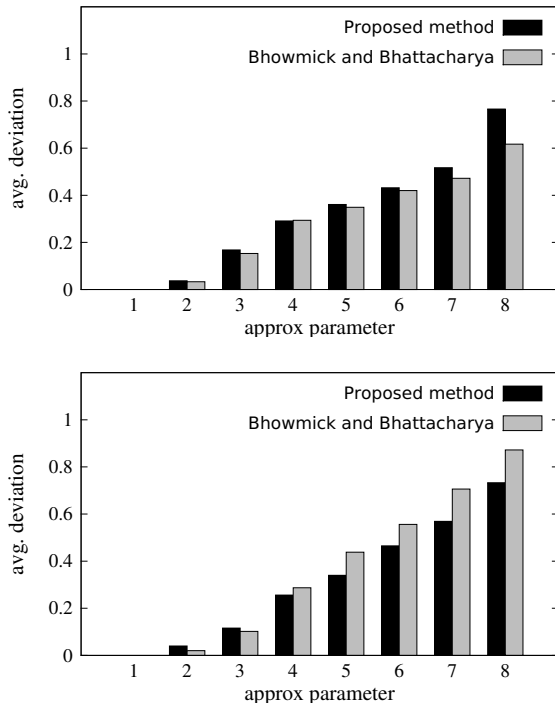 Proposed method
Bhowmick and Bhattacharya
1
0.8
0.6
0.4
0.2
0
avg. deviation
1 2 3 4 5 6 7 8
approx parameter
Proposed method
Bhowmick and Bhattacharya
1
0.8
0.6
0.4
0.2
0
avg. deviation
1 2 3 4 5 6 7 8
approx parameter